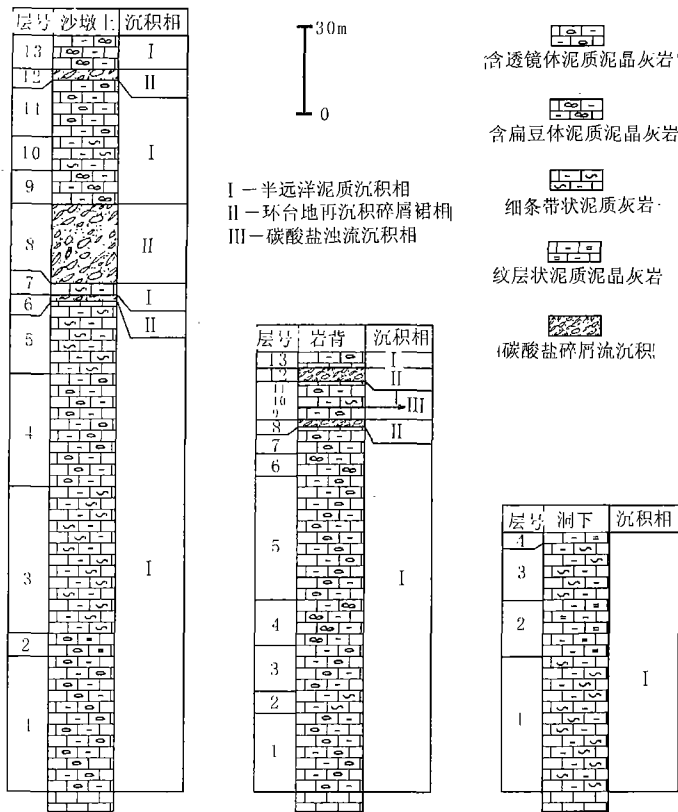 层号 沙墩上 沉积相
13 I
12 II
11
10 I
9
8 II
7 I
6 II
5
4
3 I
2
1
30m
0
I－半远洋泥质沉积相
II－环台地再沉积碎屑裙相
III－碳酸盐浊流沉积相
含透镜体泥质泥晶灰岩
含扁豆体泥质泥晶灰岩
细条带状泥质灰岩
纹层状泥质泥晶灰岩
碳酸盐碎屑流沉积
层号 岩背 沉积相
13 I
12 II
11
10 III
9
8 II
7
6
5 I
4
3
2
1
层号 洞下 沉积相
4
3
2
1 I